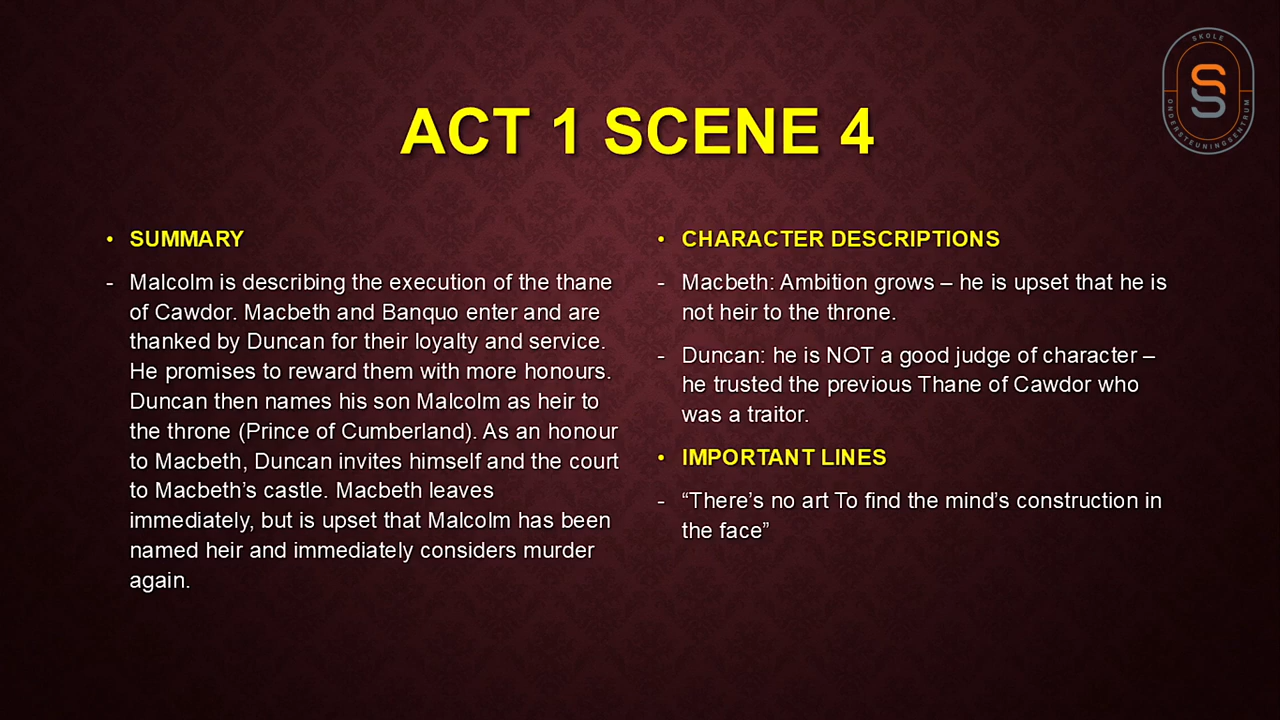 SKOLE
ONDERSTEUNINGSENTRUM
ACT 1 SCENE 4
• SUMMARY
- Malcolm is describing the execution of the thane
of Cawdor. Macbeth and Banquo enter and are
thanked by Duncan for their loyalty and service.
He promises to reward them with more honours.
Duncan then names his son Malcolm as heir to
the throne (Prince of Cumberland). As an honour
to Macbeth, Duncan invites himself and the court
to Macbeth’s castle. Macbeth leaves
immediately, but is upset that Malcolm has been
named heir and immediately considers murder
again.
• CHARACTER DESCRIPTIONS
- Macbeth: Ambition grows – he is upset that he is
not heir to the throne.
- Duncan: he is NOT a good judge of character –
he trusted the previous Thane of Cawdor who
was a traitor.
• IMPORTANT LINES
- “There’s no art To find the mind’s construction in
the face”